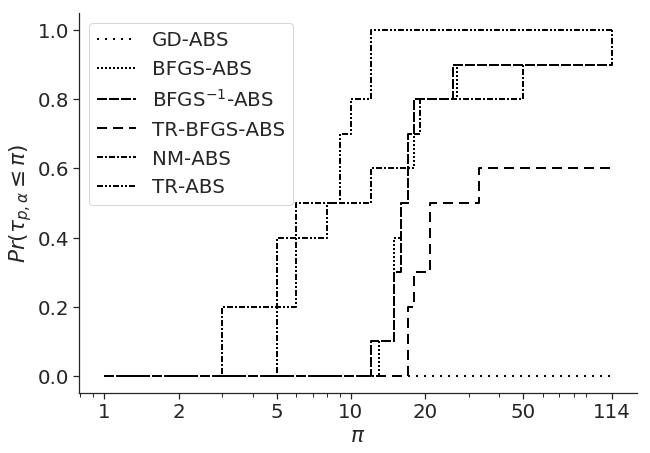 Pr(τp,α ≤ π)
1.0
0.8
0.6
0.4
0.2
0.0
GD-ABS
BFGS-ABS
BFGS⁻¹-ABS
TR-BFGS-ABS
NM-ABS
TR-ABS
1 2 5 10 20 50 114
π